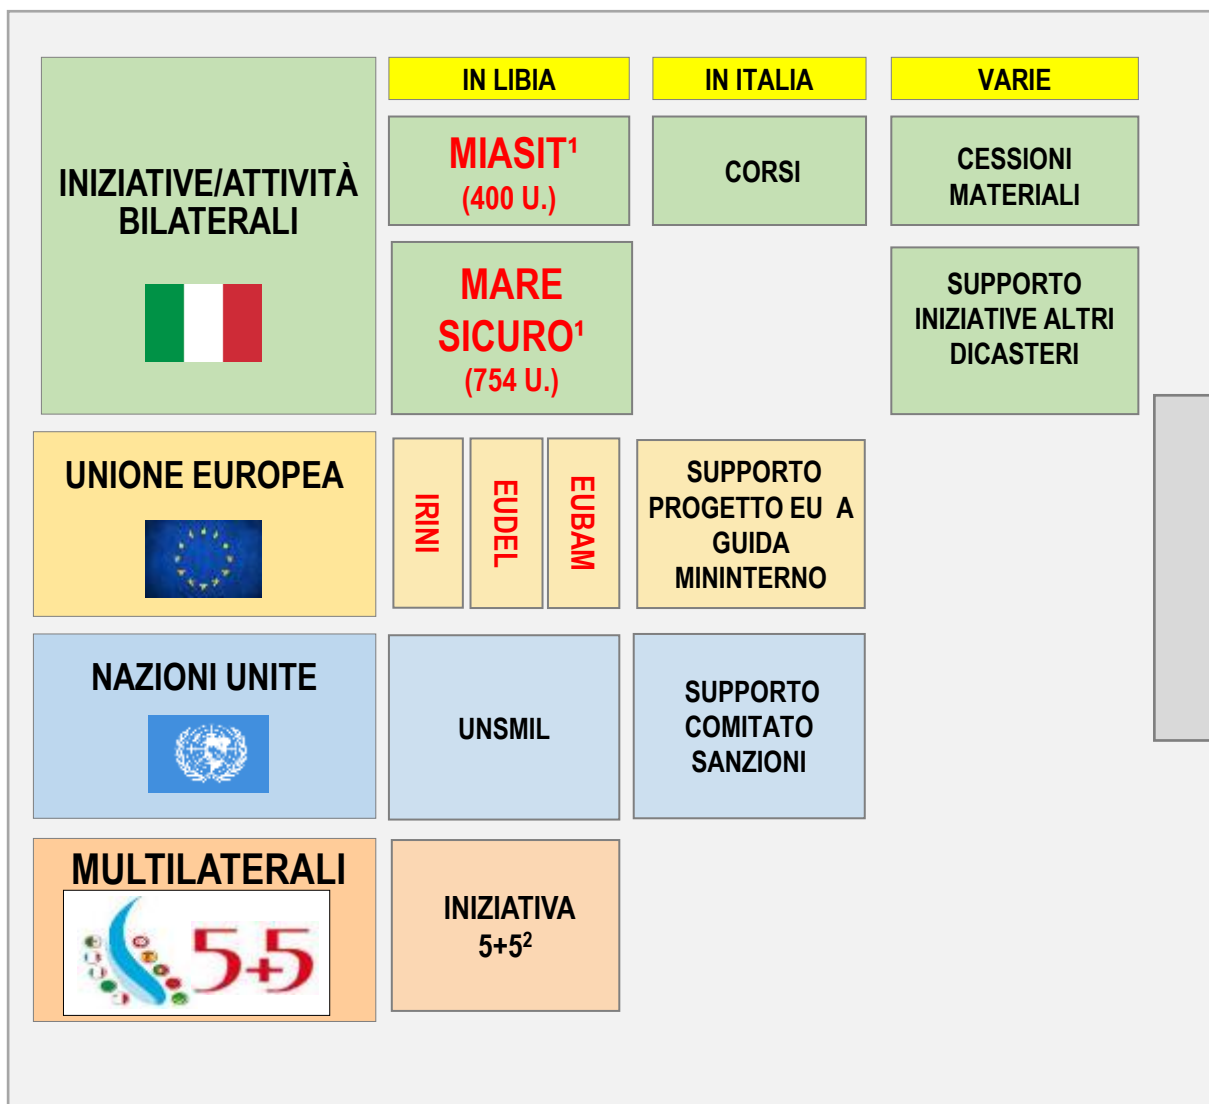 IN LIBIA
IN ITALIA
VARIE
INIZIATIVE/ATTIVITÀ
BILATERALI
MIASIT¹
(400 U.)
CORSI
CESSIONI
MATERIALI
MARE
SICURO¹
(754 U.)
SUPPORTO
INIZIATIVE ALTRI
DICASTERI
UNIONE EUROPEA
IRINI
EUDEL
EUBAM
SUPPORTO
PROGETTO EU A
GUIDA
MININTERNO
NAZIONI UNITE
UNSMIL
SUPPORTO
COMITATO
SANZIONI
MULTILATERALI
5+5
INIZIATIVA
5+5²